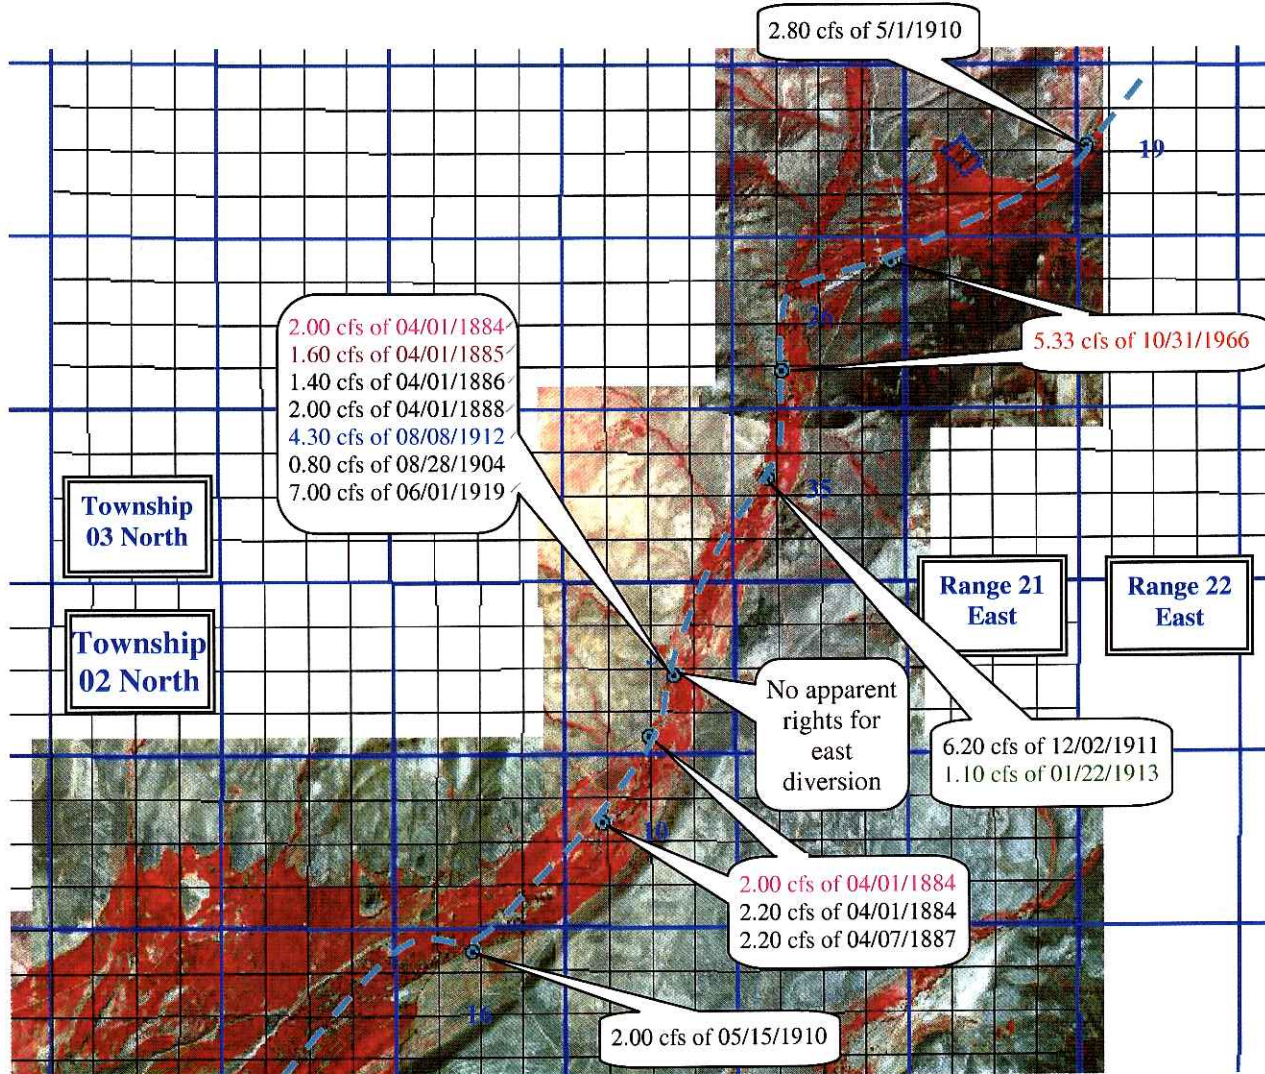 2.80 cfs of 5/1/1910
19
2.00 cfs of 04/01/1884
1.60 cfs of 04/01/1885
1.40 cfs of 04/01/1886
2.00 cfs of 04/01/1888
4.30 cfs of 08/08/1912
0.80 cfs of 08/28/1904
7.00 cfs of 06/01/1919
5.33 cfs of 10/31/1966
35
Township
03 North
Township
02 North
Range 21
East
Range 22
East
No apparent
rights for
east
diversion
6.20 cfs of 12/02/1911
1.10 cfs of 01/22/1913
10
2.00 cfs of 04/01/1884
2.20 cfs of 04/01/1884
2.20 cfs of 04/07/1887
16
2.00 cfs of 05/15/1910